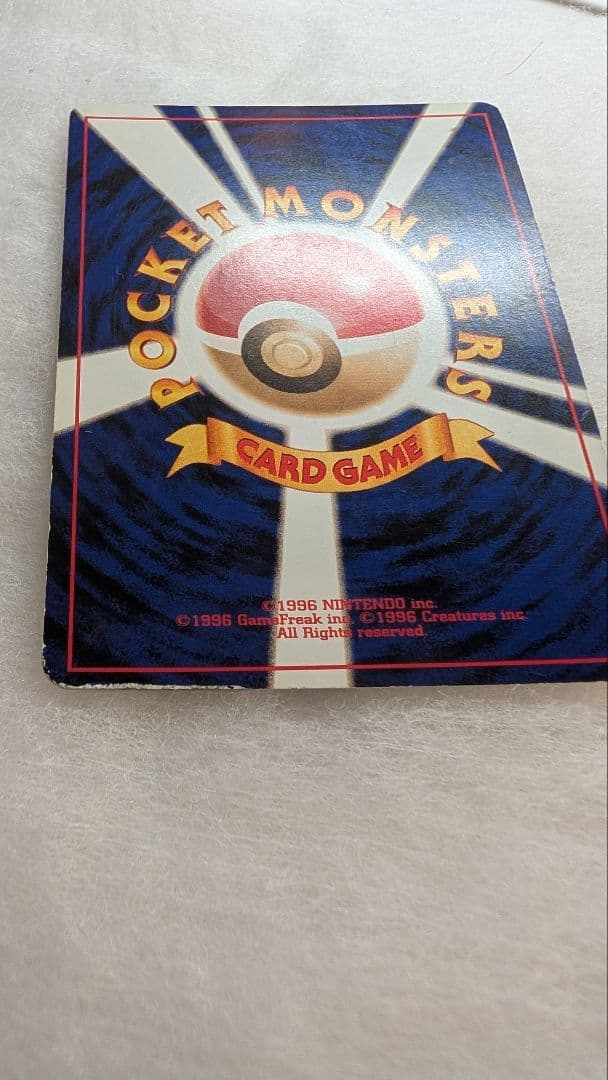 POCKET MONSTERS
CARD GAME
©1996 NINTENDO inc.
©1996 GameFreak inc. ©1996 Creatures inc.
All Rights reserved.